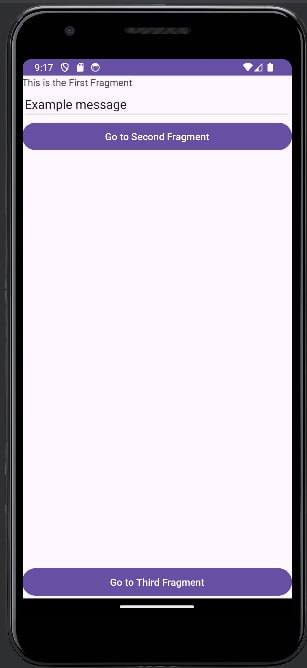 9:17
This is the First Fragment
Example message
Go to Second Fragment
Go to Third Fragment